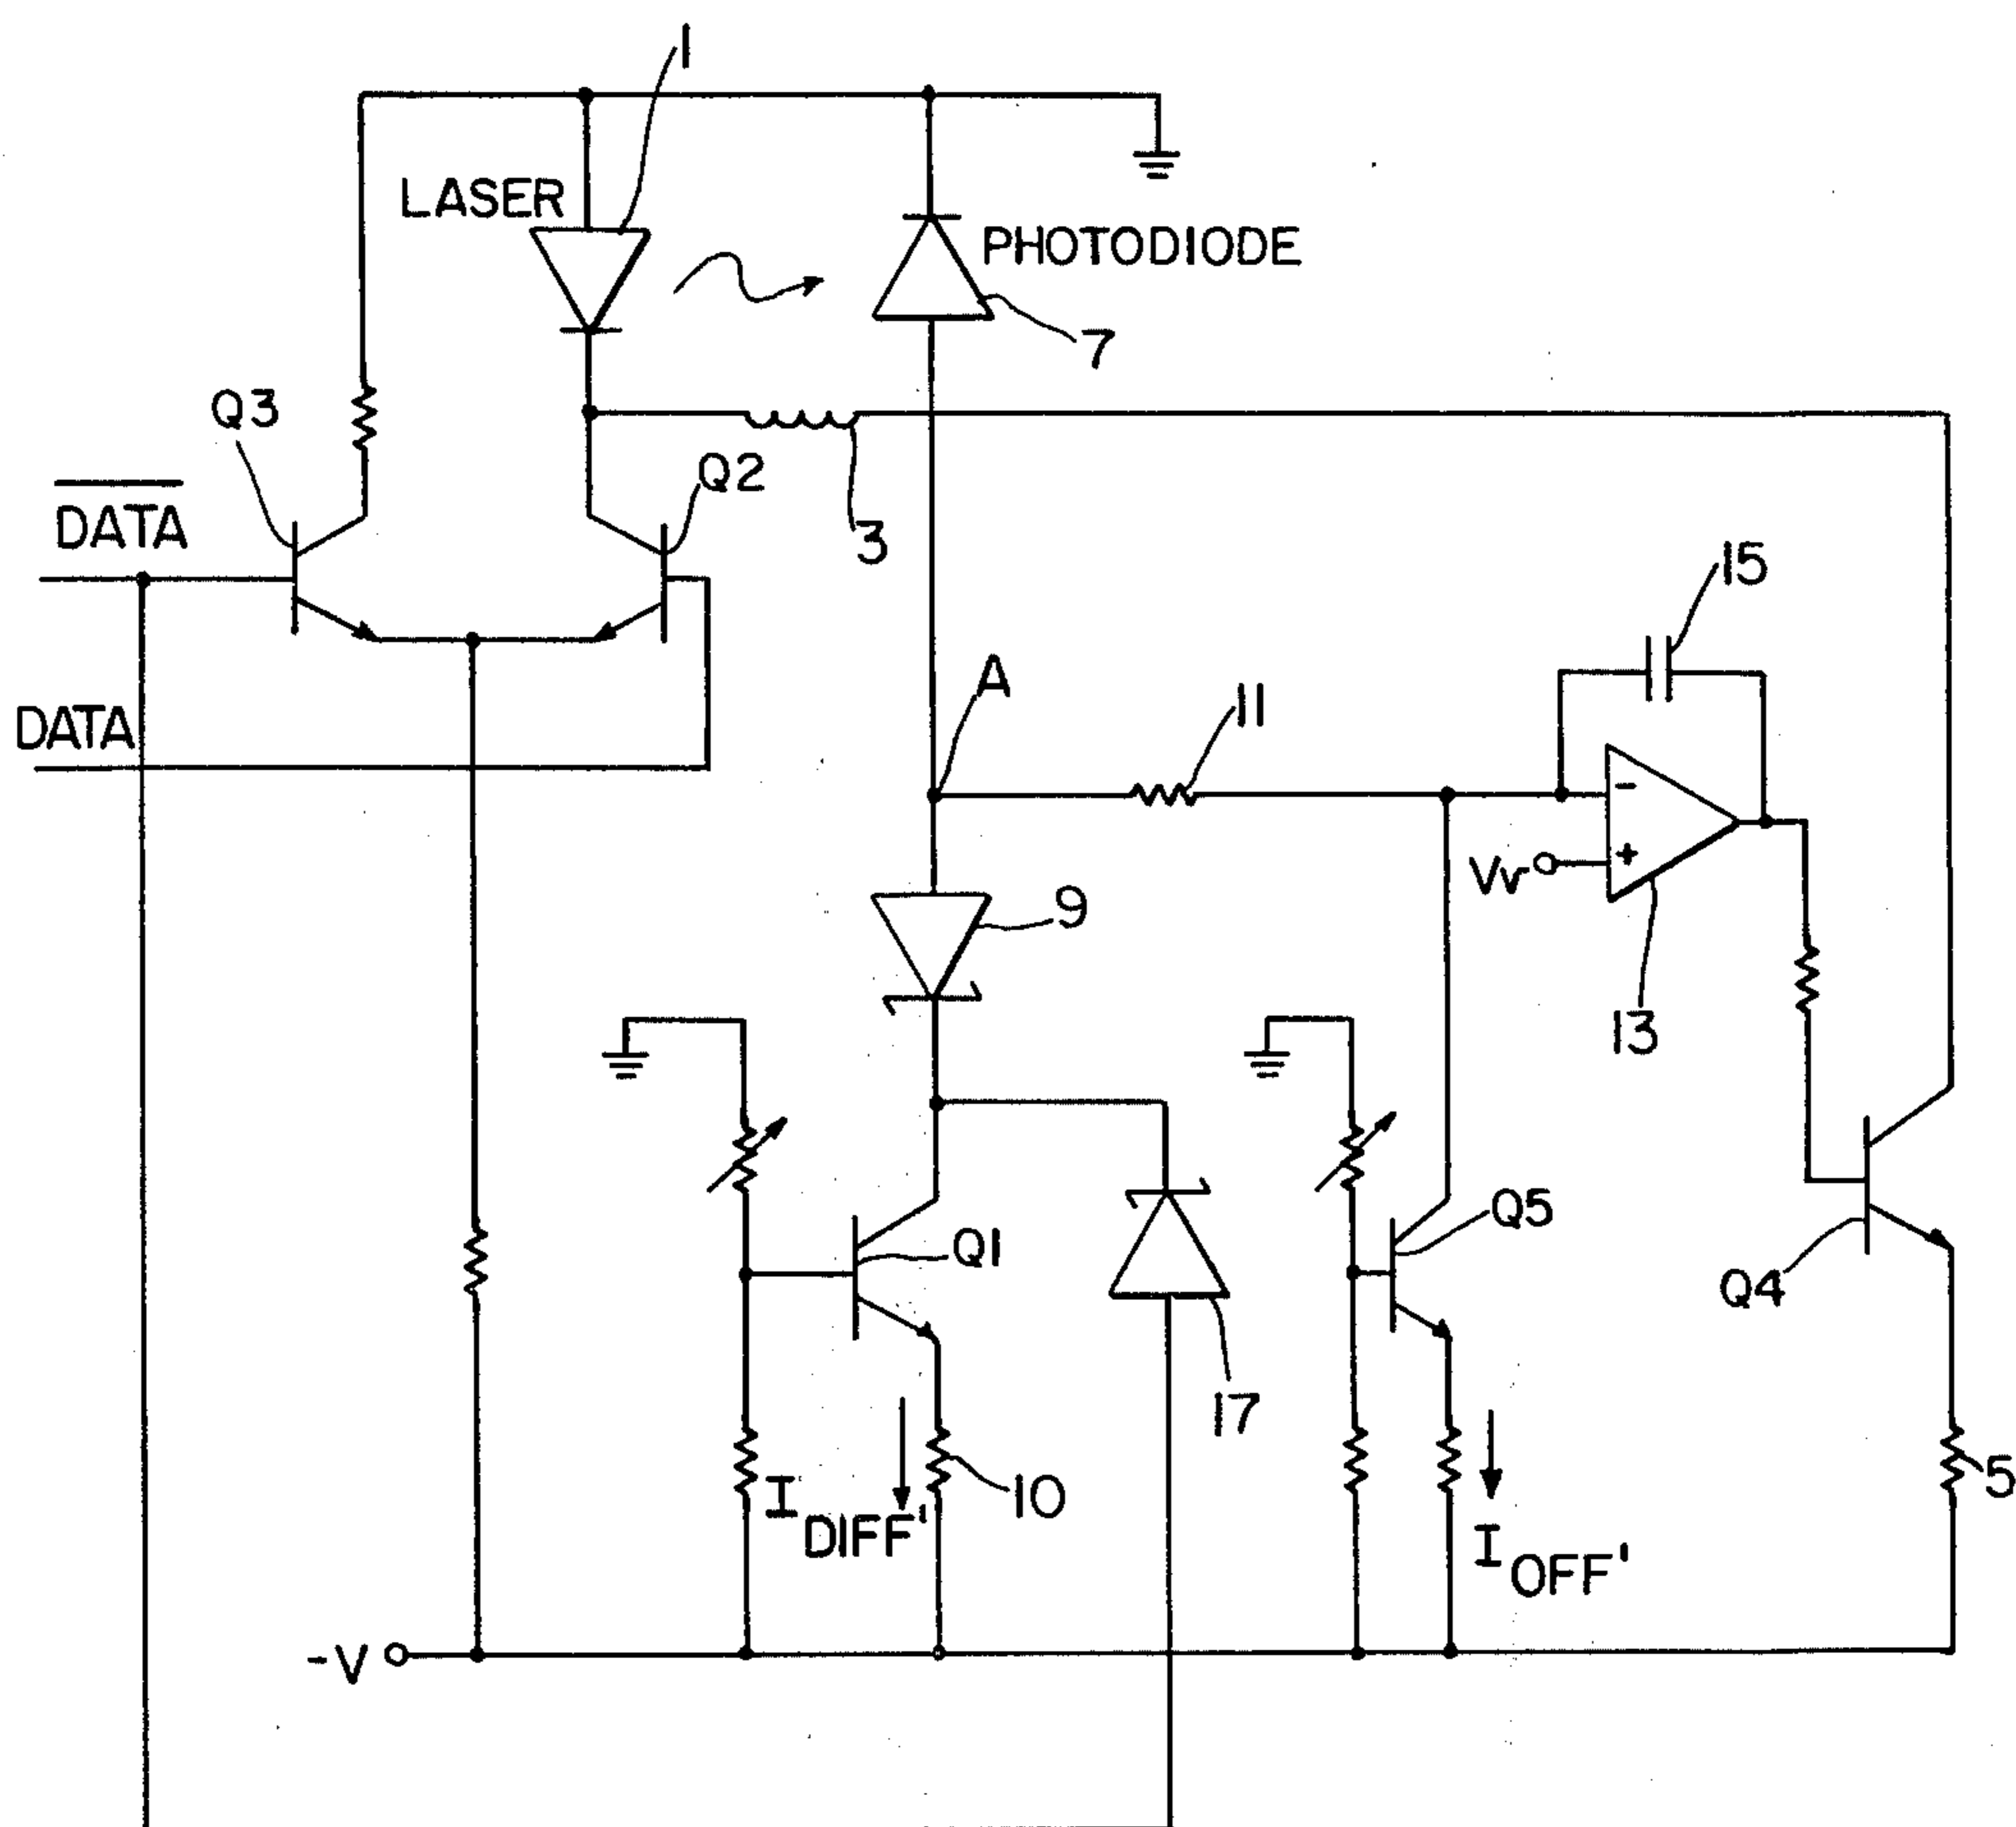 1
LASER
PHOTODIODE
7
Q3
Q2
DATA
3
15
A
11
DATA
-
Vr
+
9
13
Q1
Q5
Q4
17
10
5
I DIFF'
I OFF'
-V